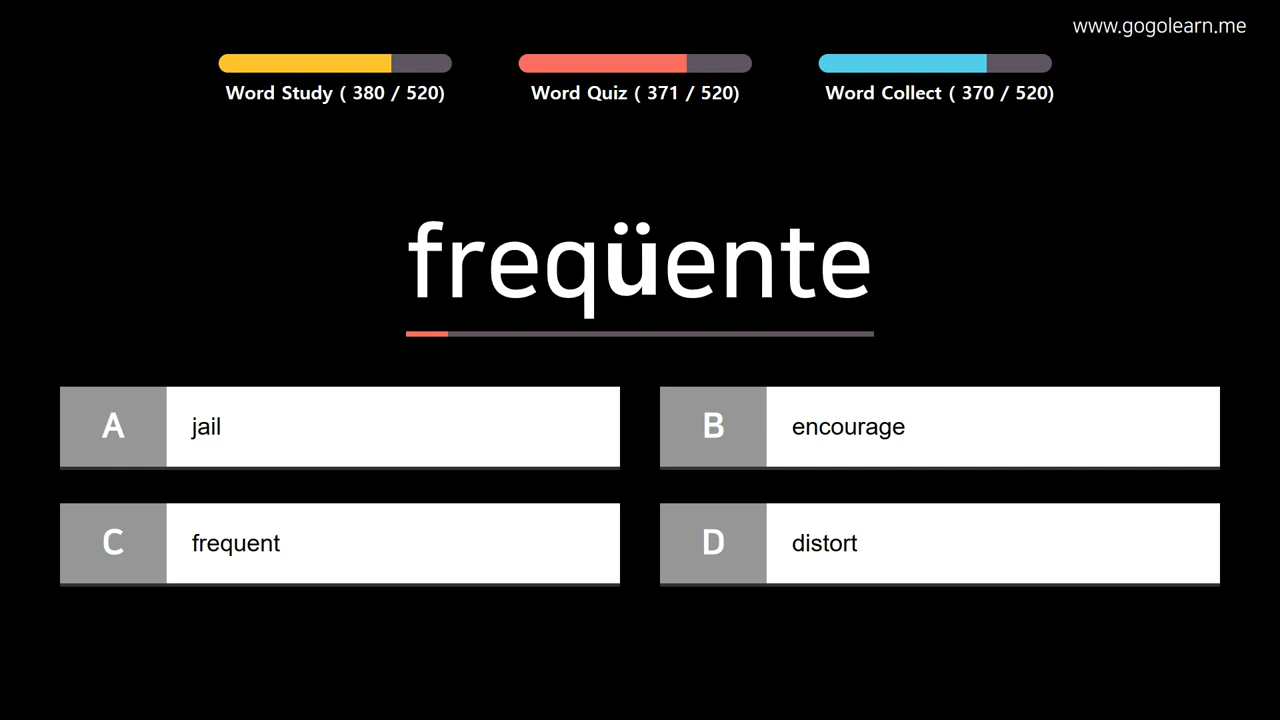 www.gogolearn.me
Word Study ( 380 / 520)
Word Quiz ( 371 / 520)
Word Collect ( 370 / 520)
freqüente
A jail
B encourage
C frequent
D distort